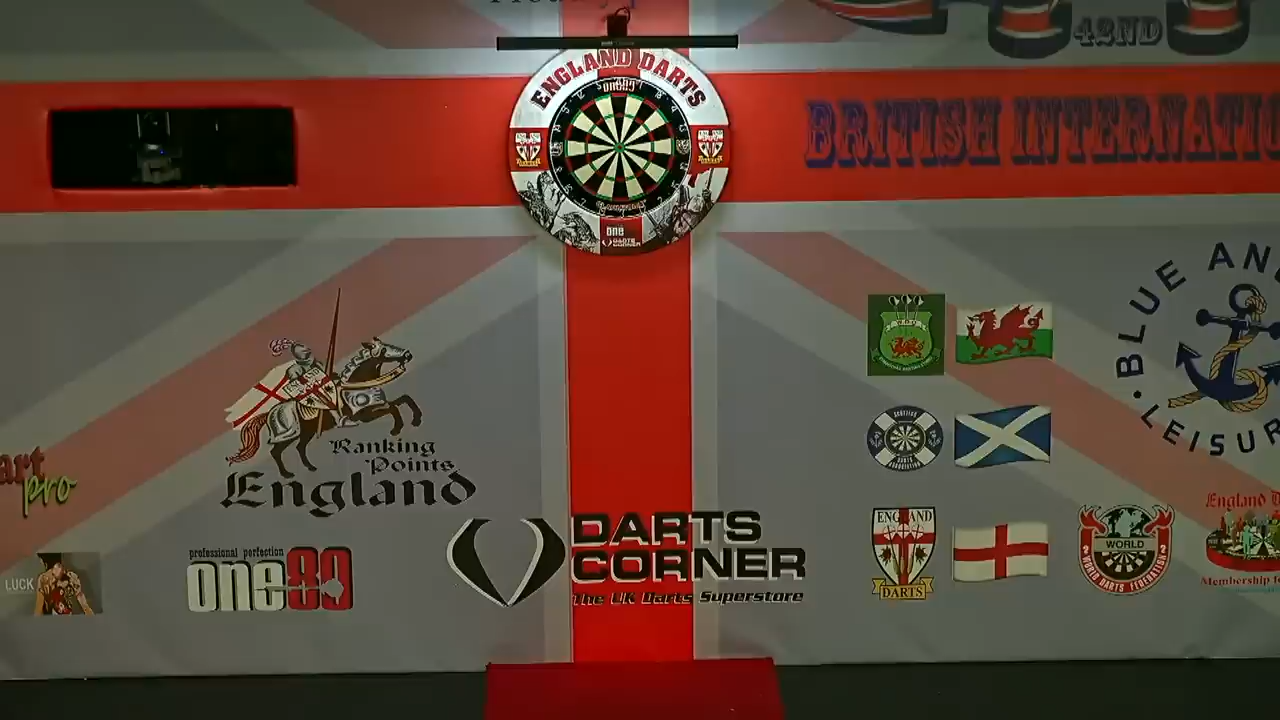 42ND
BRITISH INTERNATIO
ENGLAND DARTS
one80
one
DARTS
CORNER
BLUE ANC
LEISUR
Ranking
Points
England
art
pro
LUCK
professional perfection
one80
DARTS
CORNER
The UK Darts Superstore
ENGLAND
DARTS
WORLD
WORLD DARTS FEDERATION
England D
Membership